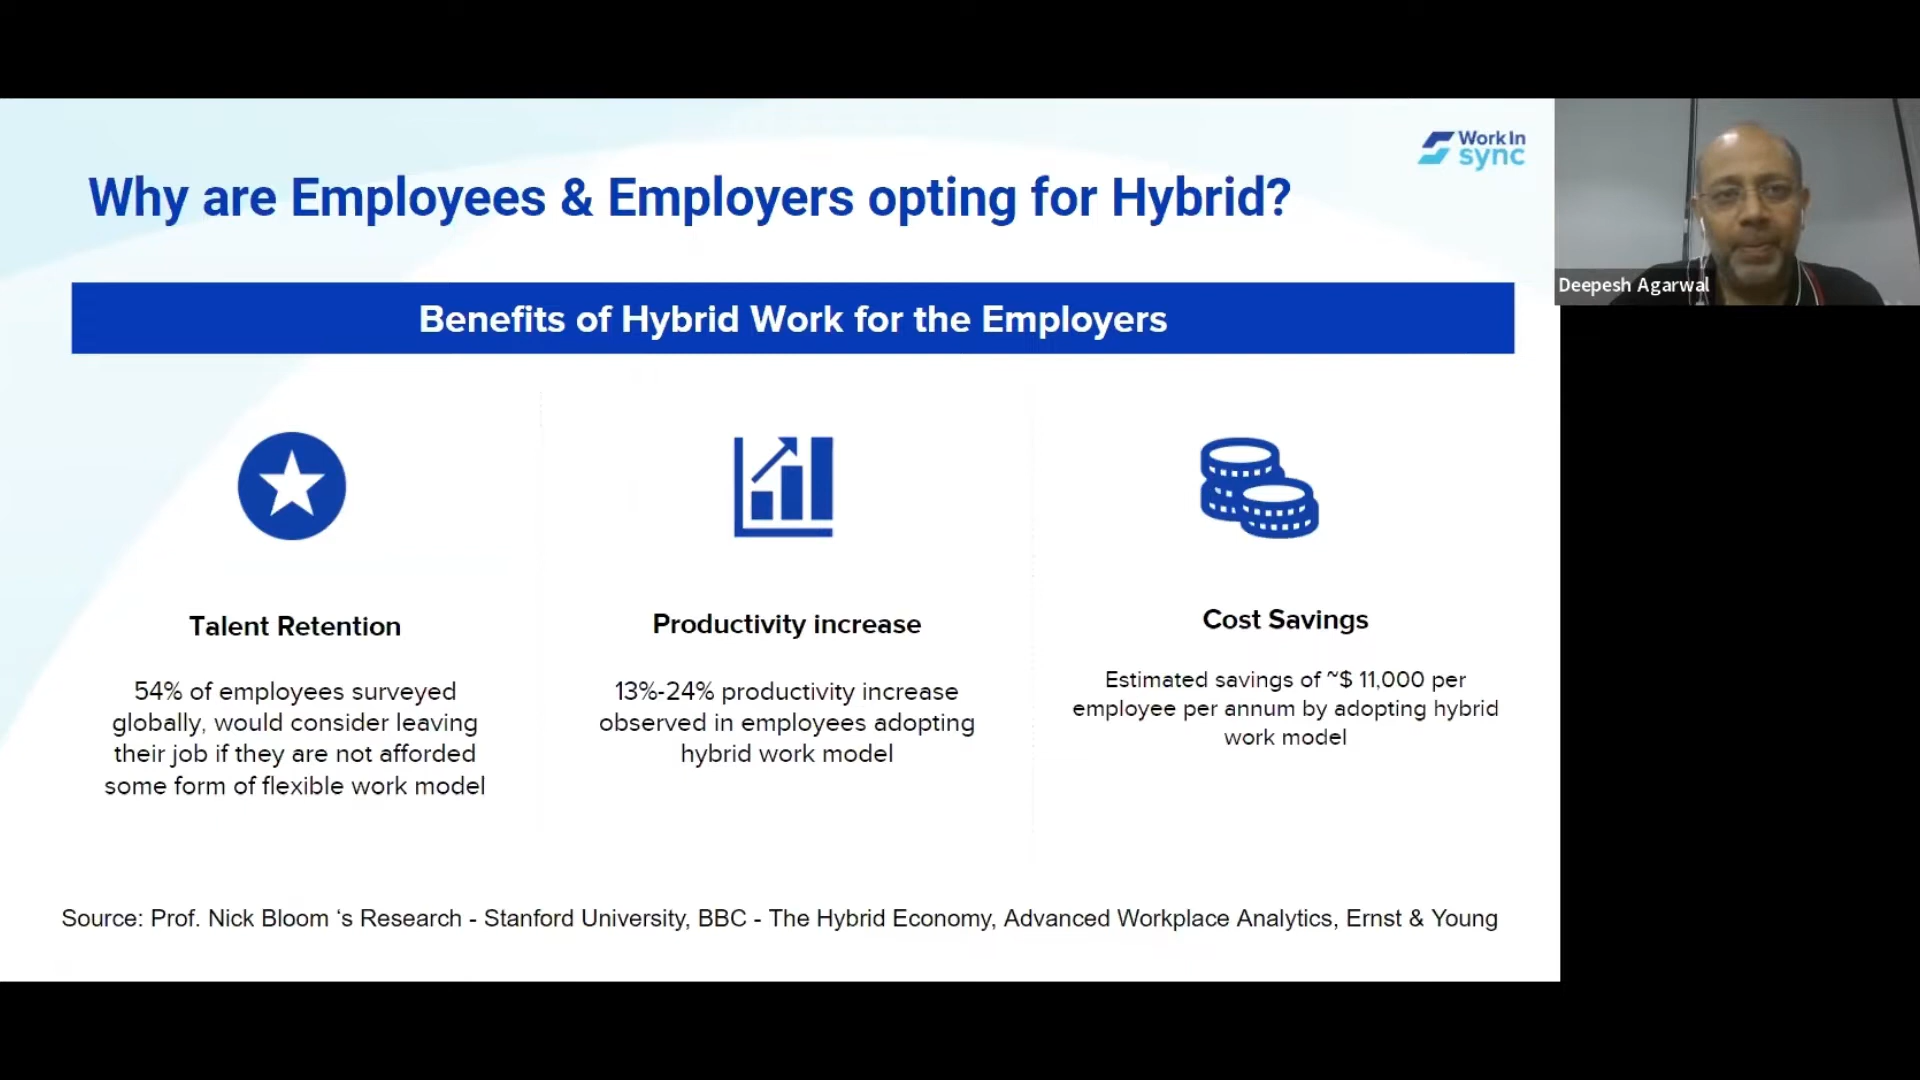 Work In
sync
Why are Employees & Employers opting for Hybrid?
Deepesh Agarwal
Benefits of Hybrid Work for the Employers
Talent Retention
54% of employees surveyed
globally, would consider leaving
their job if they are not afforded
some form of flexible work model
Productivity increase
13%-24% productivity increase
observed in employees adopting
hybrid work model
Cost Savings
Estimated savings of ~$ 11,000 per
employee per annum by adopting hybrid
work model
Source: Prof. Nick Bloom ‘s Research - Stanford University, BBC - The Hybrid Economy, Advanced Workplace Analytics, Ernst & Young